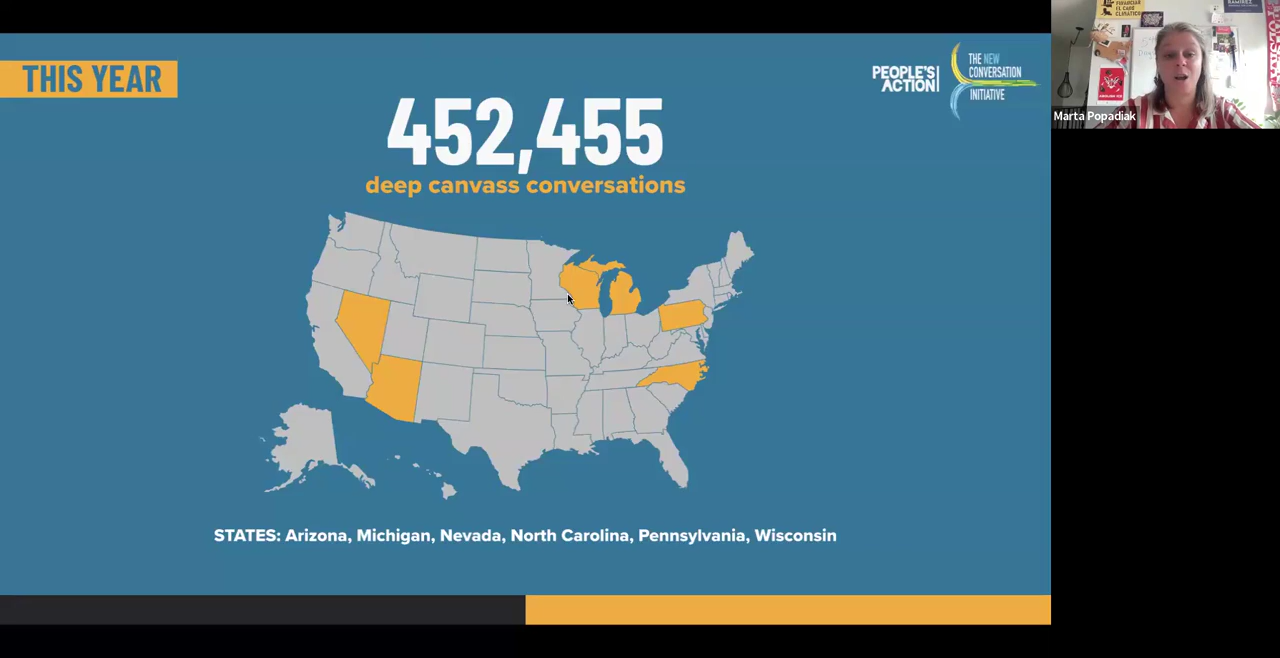 THIS YEAR
PEOPLE'S
ACTION
THE NEW
CONVERSATION
INITIATIVE
452,455
deep canvass conversations
STATES: Arizona, Michigan, Nevada, North Carolina, Pennsylvania, Wisconsin
Marta Popadiak